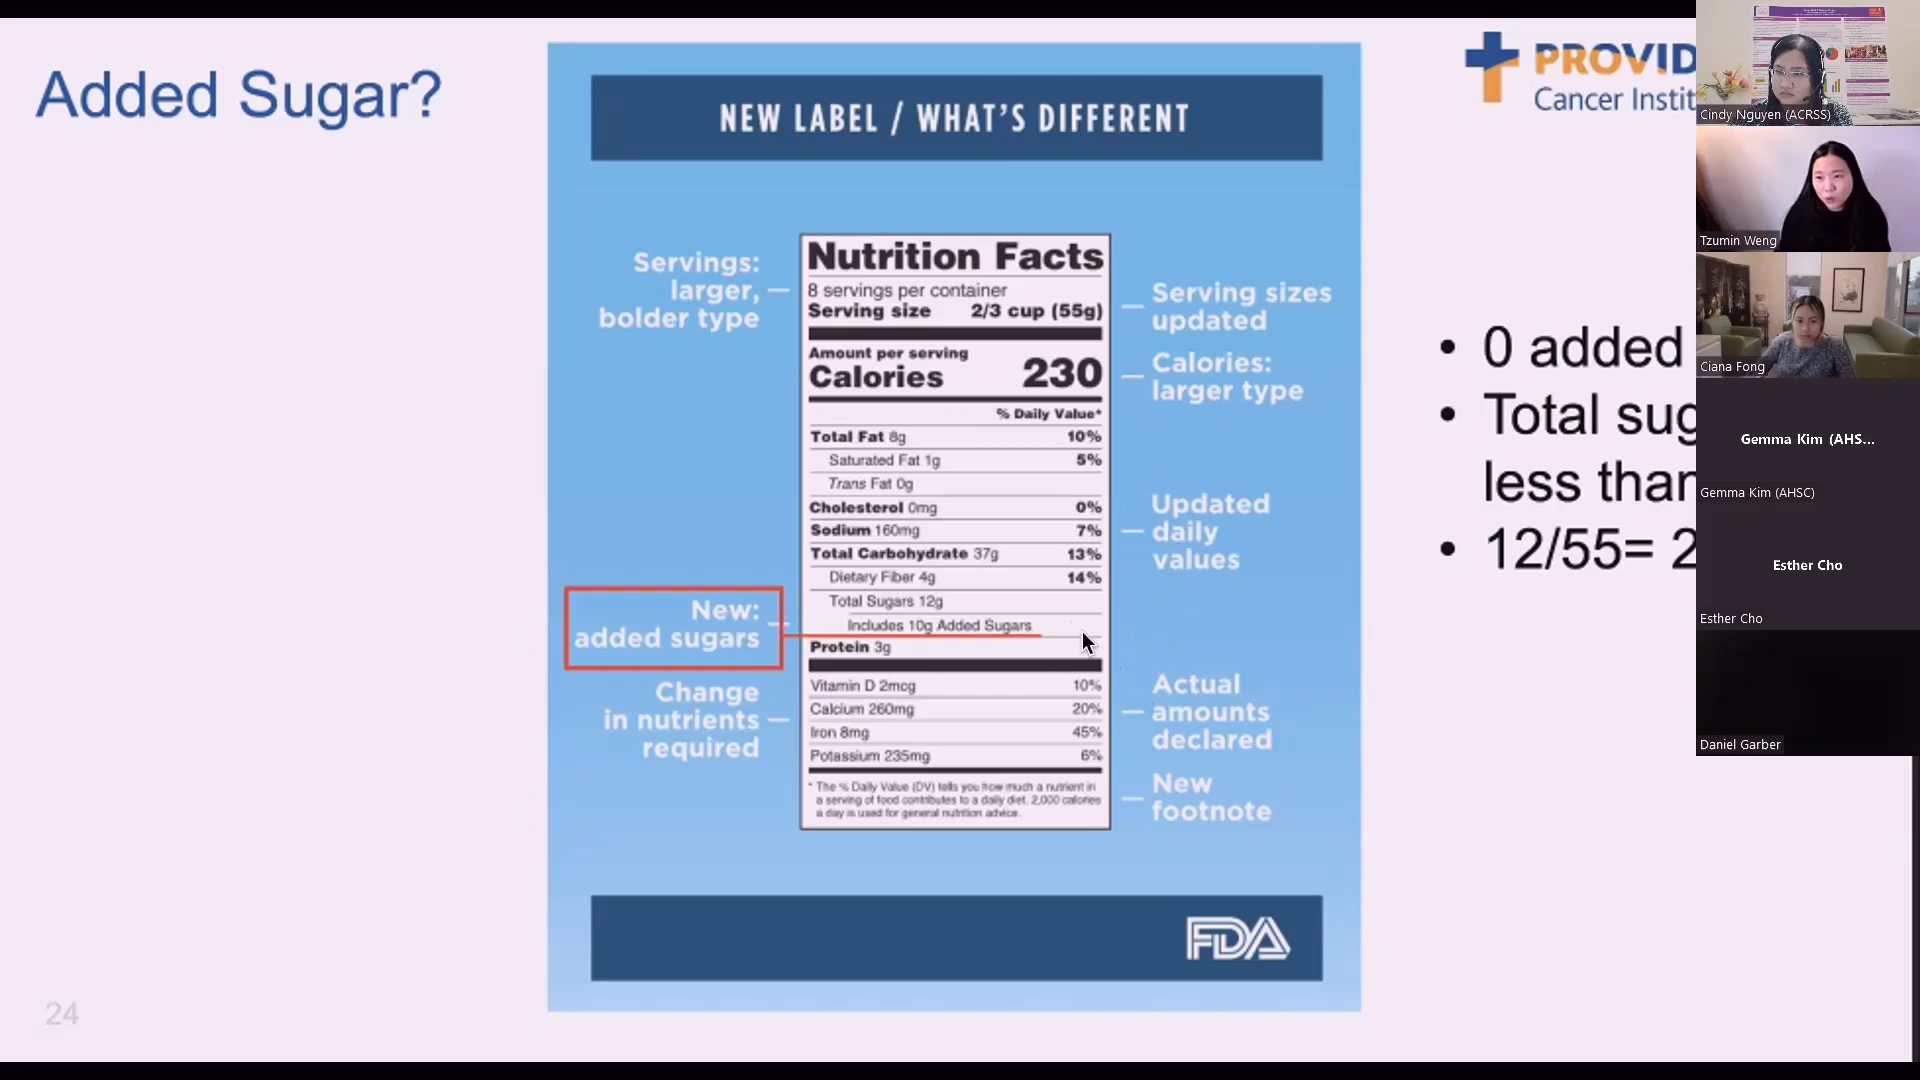 Added Sugar?
NEW LABEL / WHAT'S DIFFERENT
Servings:
larger,
bolder type
New:
added sugars
Change
in nutrients
required
Nutrition Facts
8 servings per container
Serving size 2/3 cup (55g)
Amount per serving
Calories 230
% Daily Value*
Total Fat 8g 10%
Saturated Fat 1g 5%
Trans Fat 0g
Cholesterol 0mg 0%
Sodium 160mg 7%
Total Carbohydrate 37g 13%
Dietary Fiber 4g 14%
Total Sugars 12g
Includes 10g Added Sugars
Protein 3g
Vitamin D 2mcg 10%
Calcium 260mg 20%
Iron 8mg 45%
Potassium 235mg 6%
* The % Daily Value (DV) tells you how much a nutrient in
a serving of food contributes to a daily diet. 2,000 calories
a day is used for general nutrition advice.
Serving sizes
updated
Calories:
larger type
Updated
daily
values
Actual
amounts
declared
New
footnote
FDA
PROVID
Cancer Instit
• 0 added
• Total sug
less than
• 12/55= 2
24
Cindy Nguyen (ACRSS)
Tzumin Weng
Ciana Fong
Gemma Kim (AHS...
Gemma Kim (AHSC)
Esther Cho
Esther Cho
Daniel Garber